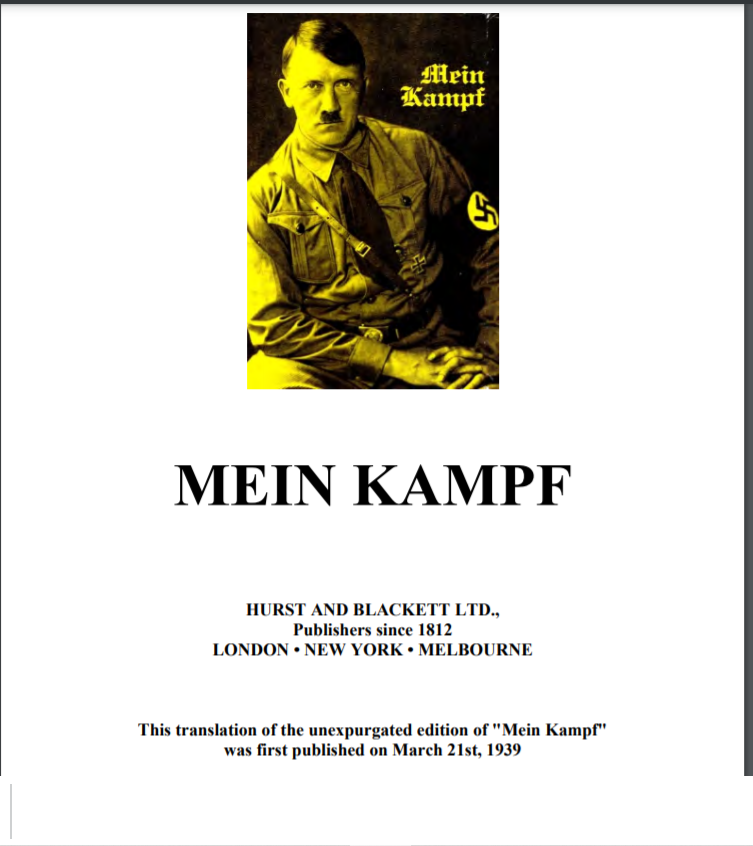 Mein
Kampf
MEIN KAMPF
HURST AND BLACKETT LTD.,
Publishers since 1812
LONDON • NEW YORK • MELBOURNE
This translation of the unexpurgated edition of "Mein Kampf"
was first published on March 21st, 1939